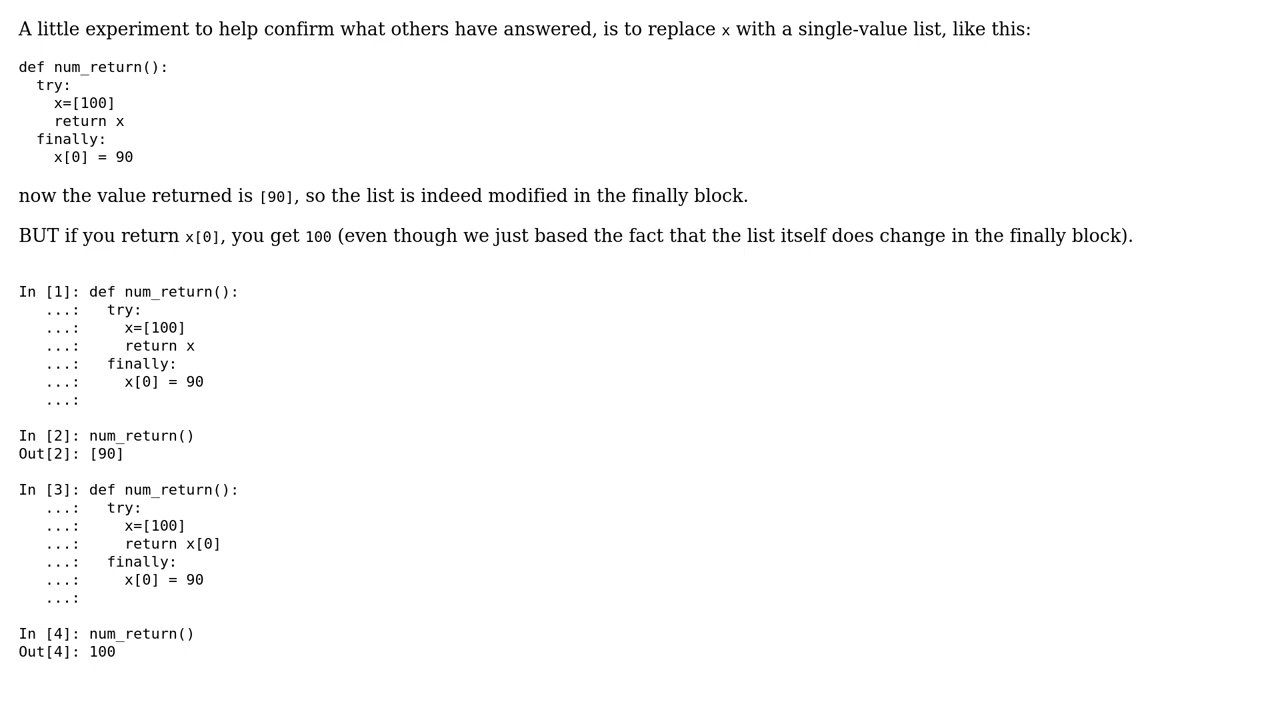 A little experiment to help confirm what others have answered, is to replace x with a single-value list, like this:
def num_return():
  try:
    x=[100]
    return x
  finally:
    x[0] = 90
now the value returned is [90], so the list is indeed modified in the finally block.
BUT if you return x[0], you get 100 (even though we just based the fact that the list itself does change in the finally block).
In [1]: def num_return():
   ...:   try:
   ...:     x=[100]
   ...:     return x
   ...:   finally:
   ...:     x[0] = 90
   ...:
In [2]: num_return()
Out[2]: [90]
In [3]: def num_return():
   ...:   try:
   ...:     x=[100]
   ...:     return x[0]
   ...:   finally:
   ...:     x[0] = 90
   ...:
In [4]: num_return()
Out[4]: 100